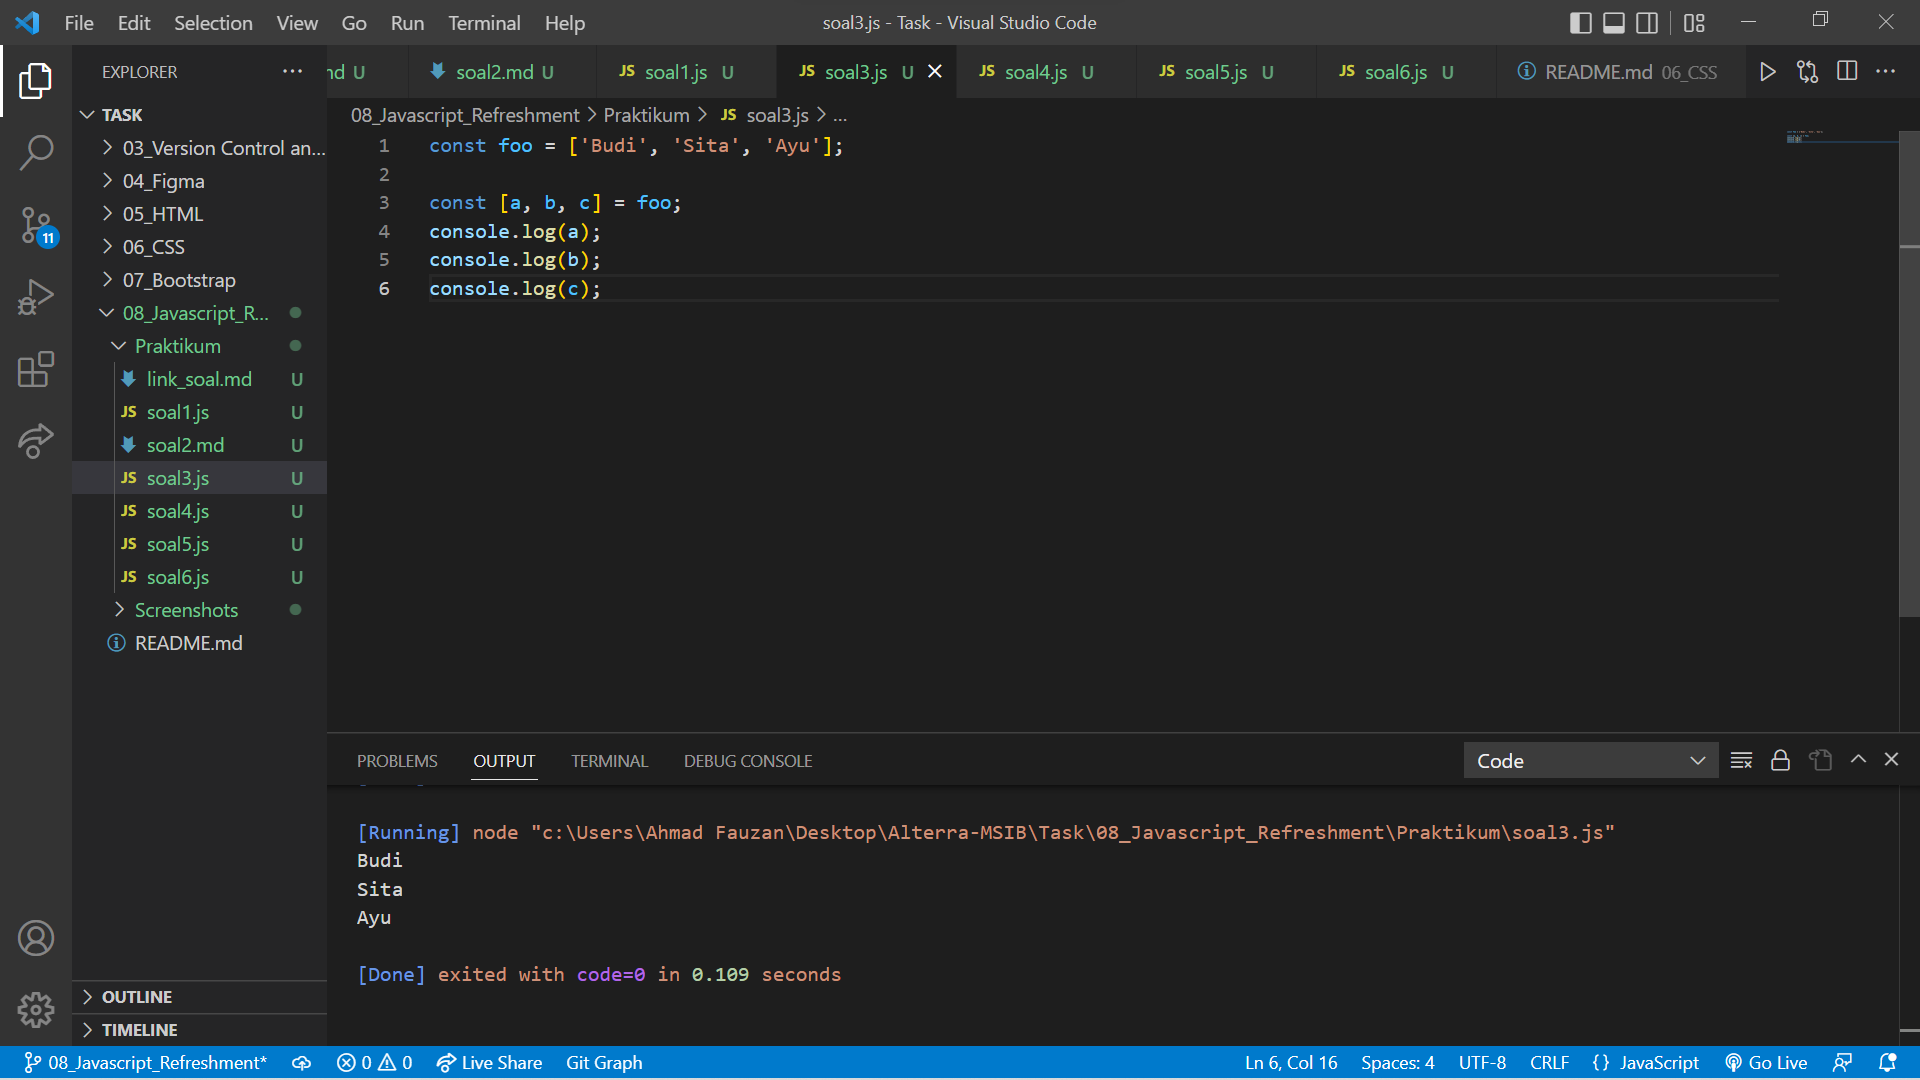 File Edit Selection View Go Run Terminal Help
soal3.js - Task - Visual Studio Code
EXPLORER
TASK
03_Version Control an...
04_Figma
05_HTML
06_CSS
07_Bootstrap
08_Javascript_R...
Praktikum
link_soal.md U
JS soal1.js U
soal2.md U
JS soal3.js U
JS soal4.js U
JS soal5.js U
JS soal6.js U
Screenshots
README.md
OUTLINE
TIMELINE
11
nd U soal2.md U JS soal1.js U JS soal3.js U JS soal4.js U JS soal5.js U JS soal6.js U README.md 06_CSS
08_Javascript_Refreshment > Praktikum > JS soal3.js > ...
1 const foo = ['Budi', 'Sita', 'Ayu'];
2
3 const [a, b, c] = foo;
4 console.log(a);
5 console.log(b);
6 console.log(c);
PROBLEMS OUTPUT TERMINAL DEBUG CONSOLE
Code
[Running] node "c:\Users\Ahmad Fauzan\Desktop\Alterra-MSIB\Task\08_Javascript_Refreshment\Praktikum\soal3.js"
Budi
Sita
Ayu
[Done] exited with code=0 in 0.109 seconds
08_Javascript_Refreshment* 0 0 Live Share Git Graph
Ln 6, Col 16 Spaces: 4 UTF-8 CRLF {} JavaScript Go Live